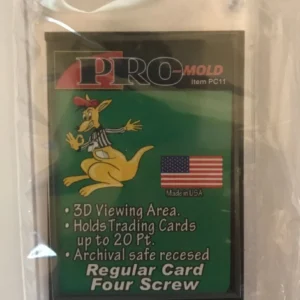 PRO-MOLD
Item PC11
Made in USA
• 3D Viewing Area.
• Holds Trading Cards
up to 20 Pt.
• Archival safe recesed
Regular Card
Four Screw